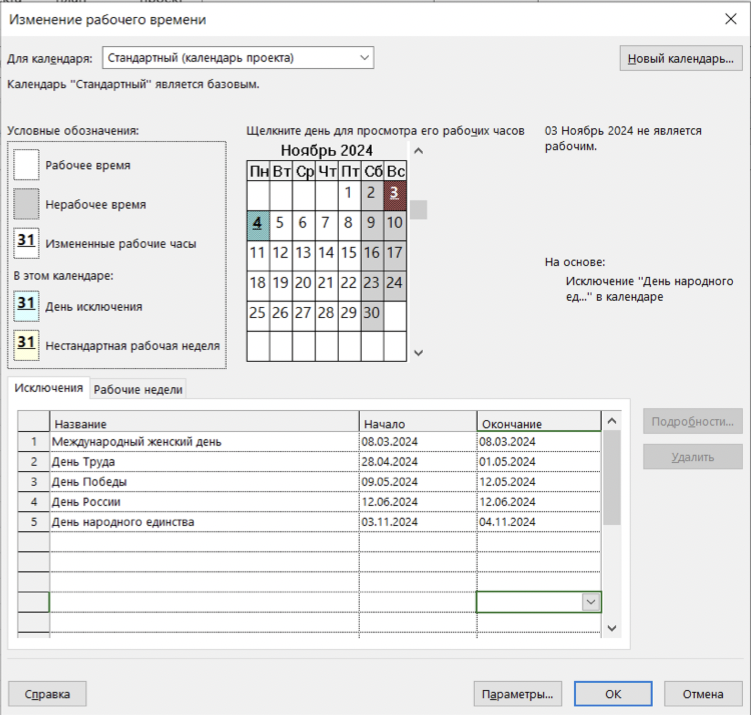 Изменение рабочего времени
Для календаря:
Стандартный (календарь проекта)
Новый календарь...
Календарь "Стандартный" является базовым.
Условные обозначения:
Рабочее время
Нерабочее время
31 Измененные рабочие часы
В этом календаре:
31 День исключения
31 Нестандартная рабочая неделя
Щелкните день для просмотра его рабочих часов
Ноябрь 2024
Пн Вт Ср Чт Пт Сб Вс
1 2 3
4 5 6 7 8 9 10
11 12 13 14 15 16 17
18 19 20 21 22 23 24
25 26 27 28 29 30
03 Ноябрь 2024 не является
рабочим.
На основе:
Исключение "День народного
ед..." в календаре
Исключения Рабочие недели
Название Начало Окончание
1 Международный женский день 08.03.2024 08.03.2024
2 День Труда 28.04.2024 01.05.2024
3 День Победы 09.05.2024 12.05.2024
4 День России 12.06.2024 12.06.2024
5 День народного единства 03.11.2024 04.11.2024
Подробности...
Удалить
Справка
Параметры...
ОК
Отмена